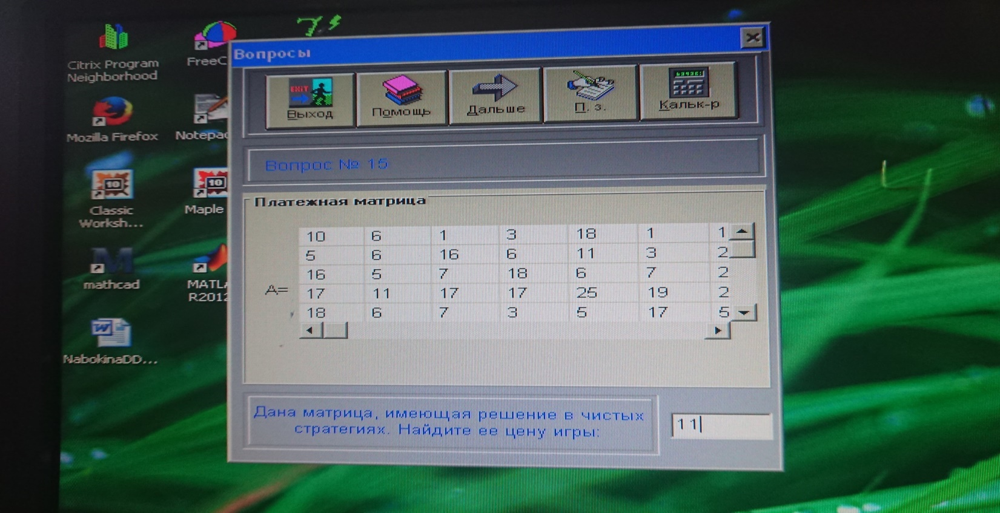 Citrix Program
Neighborhood
FreeC
Mozilla Firefox
Notepad
Classic
Worksh...
Maple
mathcad
MATLA
R2012
NabokinaDD...
Вопросы
EXIT
Выход
Помощь
Дальше
П. з.
Кальк-р
Вопрос № 15
Платежная матрица
A=
10 6 1 3 18 1 1
5 6 16 6 11 3 2
16 5 7 18 6 7 2
17 11 17 17 25 19 2
18 6 7 3 5 17 5
Дана матрица, имеющая решение в чистых
стратегиях. Найдите ее цену игры:
11